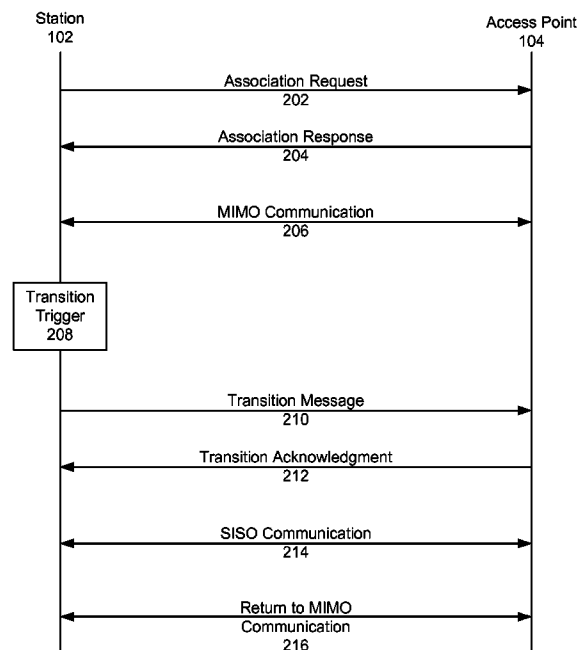 Station
102
Access Point
104
Association Request
202
Association Response
204
MIMO Communication
206
Transition
Trigger
208
Transition Message
210
Transition Acknowledgment
212
SISO Communication
214
Return to MIMO
Communication
216